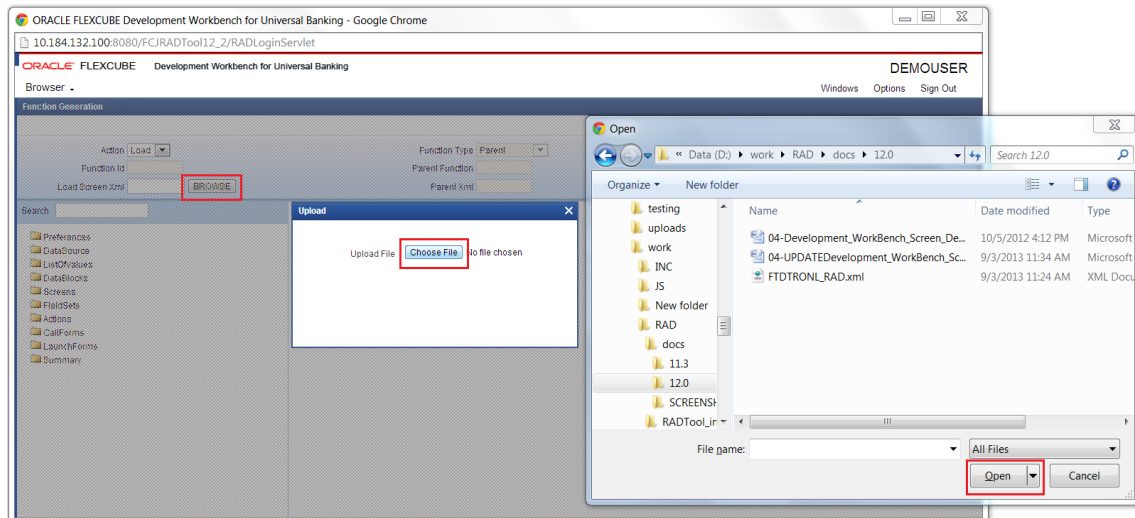 ORACLE FLEXCUBE Development Workbench for Universal Banking - Google Chrome
10.184.132.100:8080/FCJRADTool12_2/RADLoginServlet
ORACLE FLEXCUBE Development Workbench for Universal Banking
DEMOUSER
Browser
Windows Options Sign Out
Function Generation
Action Load
Function Type Parent
Function Id
Parent Function
Load Screen Xml BROWSE
Parent Xml
Search
Preferences
DataSource
ListOfValues
DataBlocks
Screens
FieldSets
Actions
CallForms
LaunchForms
Summary
Upload
Upload File Choose File No file chosen
Open
« Data (D:) work RAD docs 12.0
Search 12.0
Organize New folder
testing
uploads
work
INC
JS
New folder
RAD
docs
11.3
12.0
SCREENSH
RADTool_in
Name Date modified Type
04-Development_WorkBench_Screen_De... 10/5/2012 4:12 PM Microsoft
04-UPDATEDevelopment_WorkBench_Sc... 9/3/2013 11:34 AM Microsoft
FTDTRONL_RAD.xml 9/3/2013 11:24 AM XML Docu
File name: All Files
Open Cancel